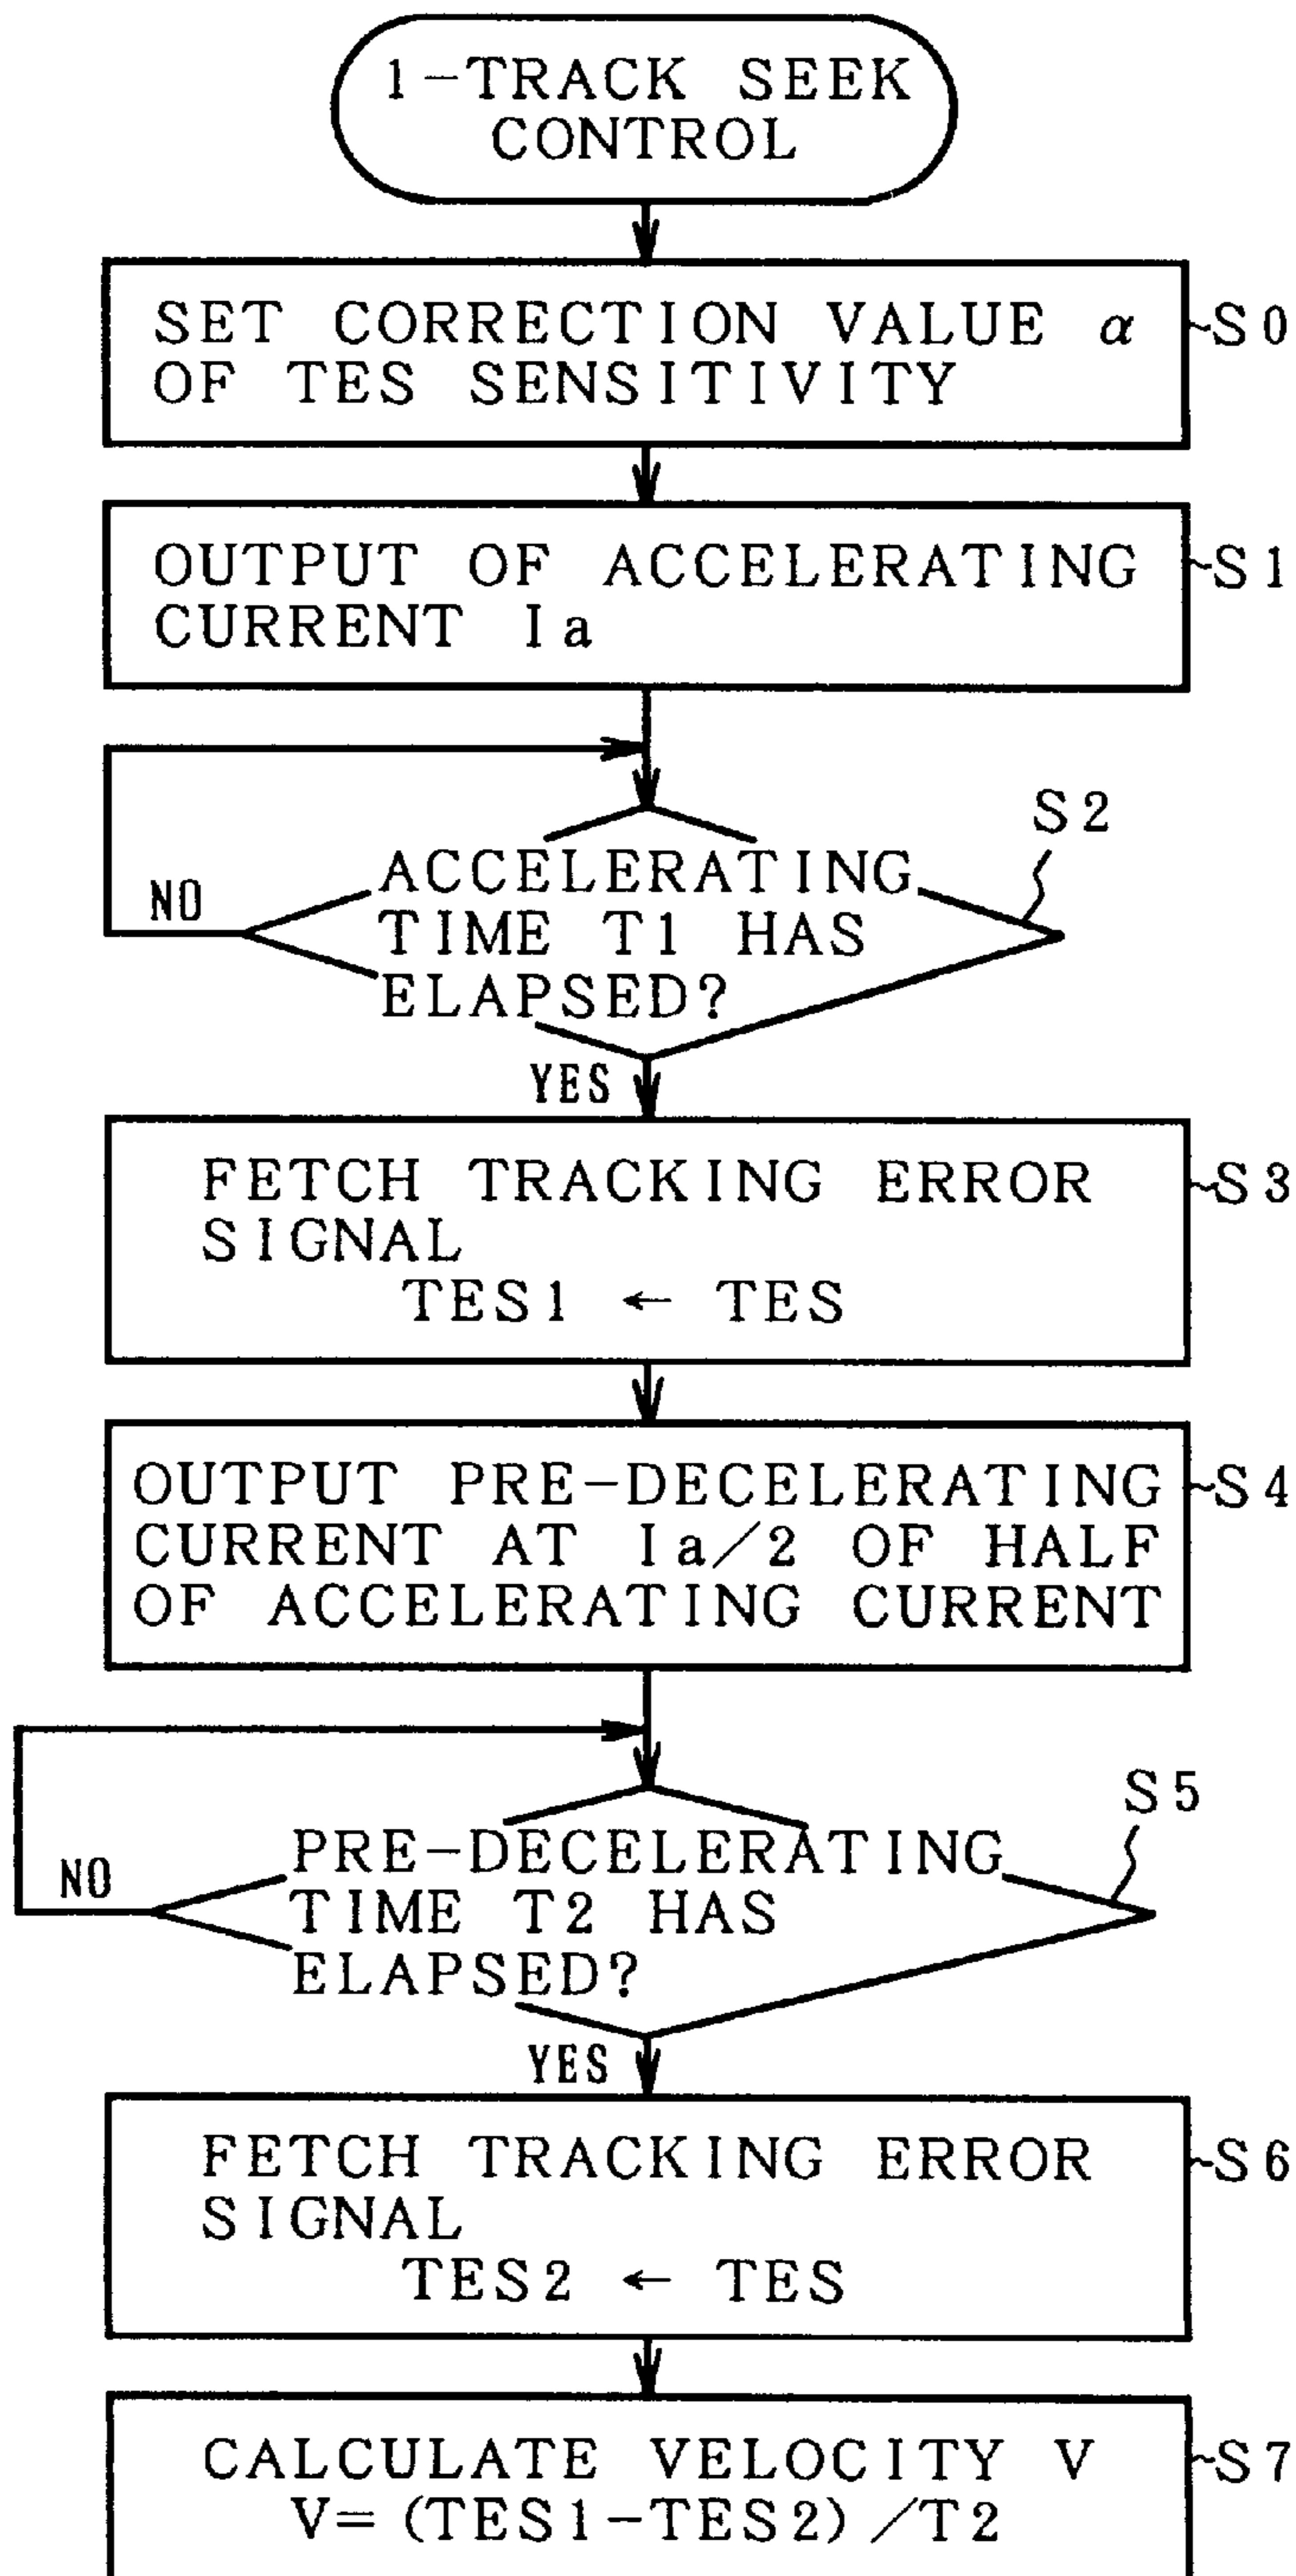 1-TRACK SEEK
CONTROL
SET CORRECTION VALUE α
OF TES SENSITIVITY
S0
OUTPUT OF ACCELERATING
CURRENT Ia
S1
S2
ACCELERATING
TIME T1 HAS
ELAPSED?
NO
YES
FETCH TRACKING ERROR
SIGNAL
TES1 ← TES
S3
OUTPUT PRE-DECELERATING
CURRENT AT Ia/2 OF HALF
OF ACCELERATING CURRENT
S4
S5
PRE-DECELERATING
TIME T2 HAS
ELAPSED?
NO
YES
FETCH TRACKING ERROR
SIGNAL
TES2 ← TES
S6
CALCULATE VELOCITY V
V=(TES1-TES2)/T2
S7